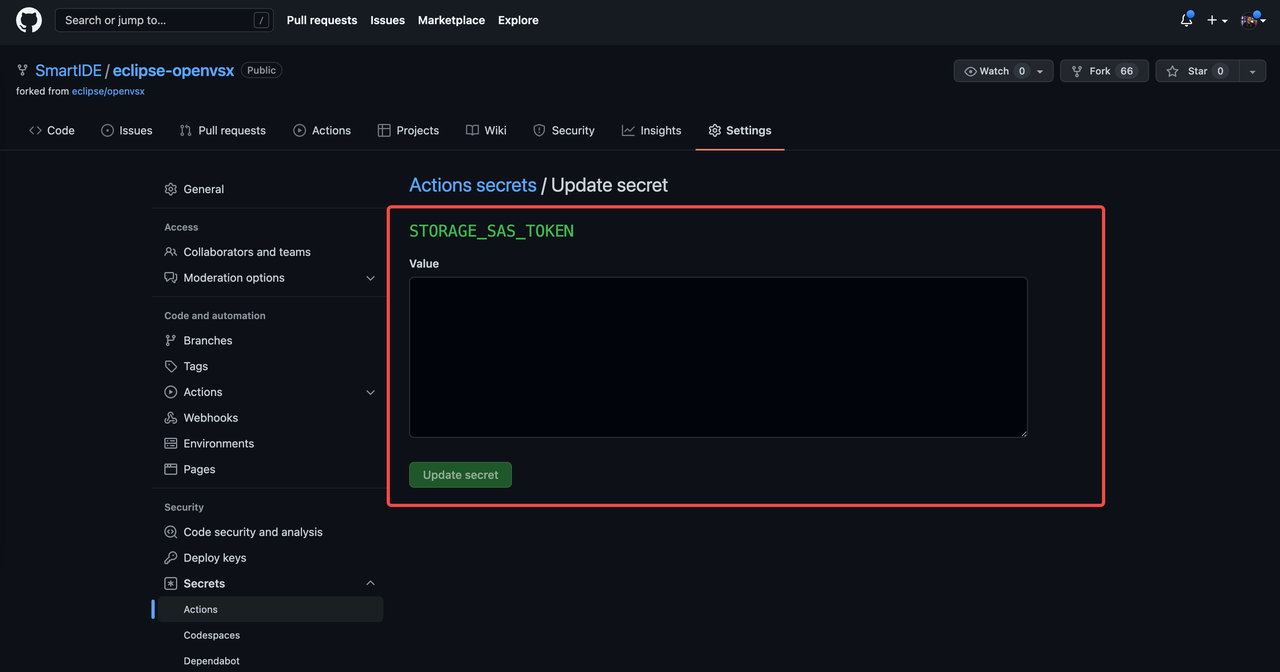 Search or jump to... /
Pull requests Issues Marketplace Explore
SmartIDE / eclipse-openvsx Public
Watch 0 Fork 66 Star 0
forked from eclipse/openvsx
Code Issues Pull requests Actions Projects Wiki Security Insights Settings
General
Access
Collaborators and teams
Moderation options
Code and automation
Branches
Tags
Actions
Webhooks
Environments
Pages
Security
Code security and analysis
Deploy keys
Secrets
Actions
Codespaces
Dependabot
Actions secrets / Update secret
STORAGE_SAS_TOKEN
Value
Update secret